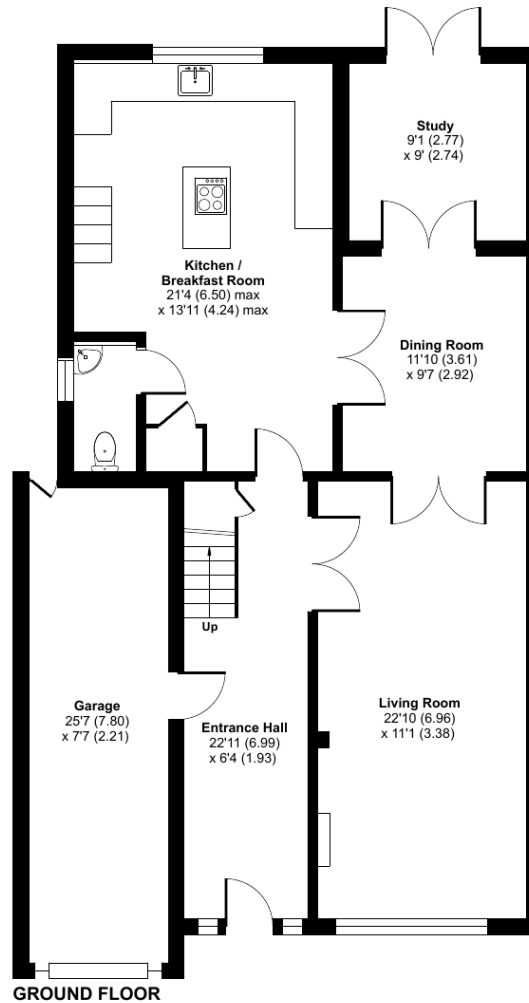 Study
9'1 (2.77)
x 9' (2.74)
Kitchen /
Breakfast Room
21'4 (6.50) max
x 13'11 (4.24) max
Dining Room
11'10 (3.61)
x 9'7 (2.92)
Up
Garage
25'7 (7.80)
x 7'7 (2.21)
Entrance Hall
22'11 (6.99)
x 6'4 (1.93)
Living Room
22'10 (6.96)
x 11'1 (3.38)
GROUND FLOOR